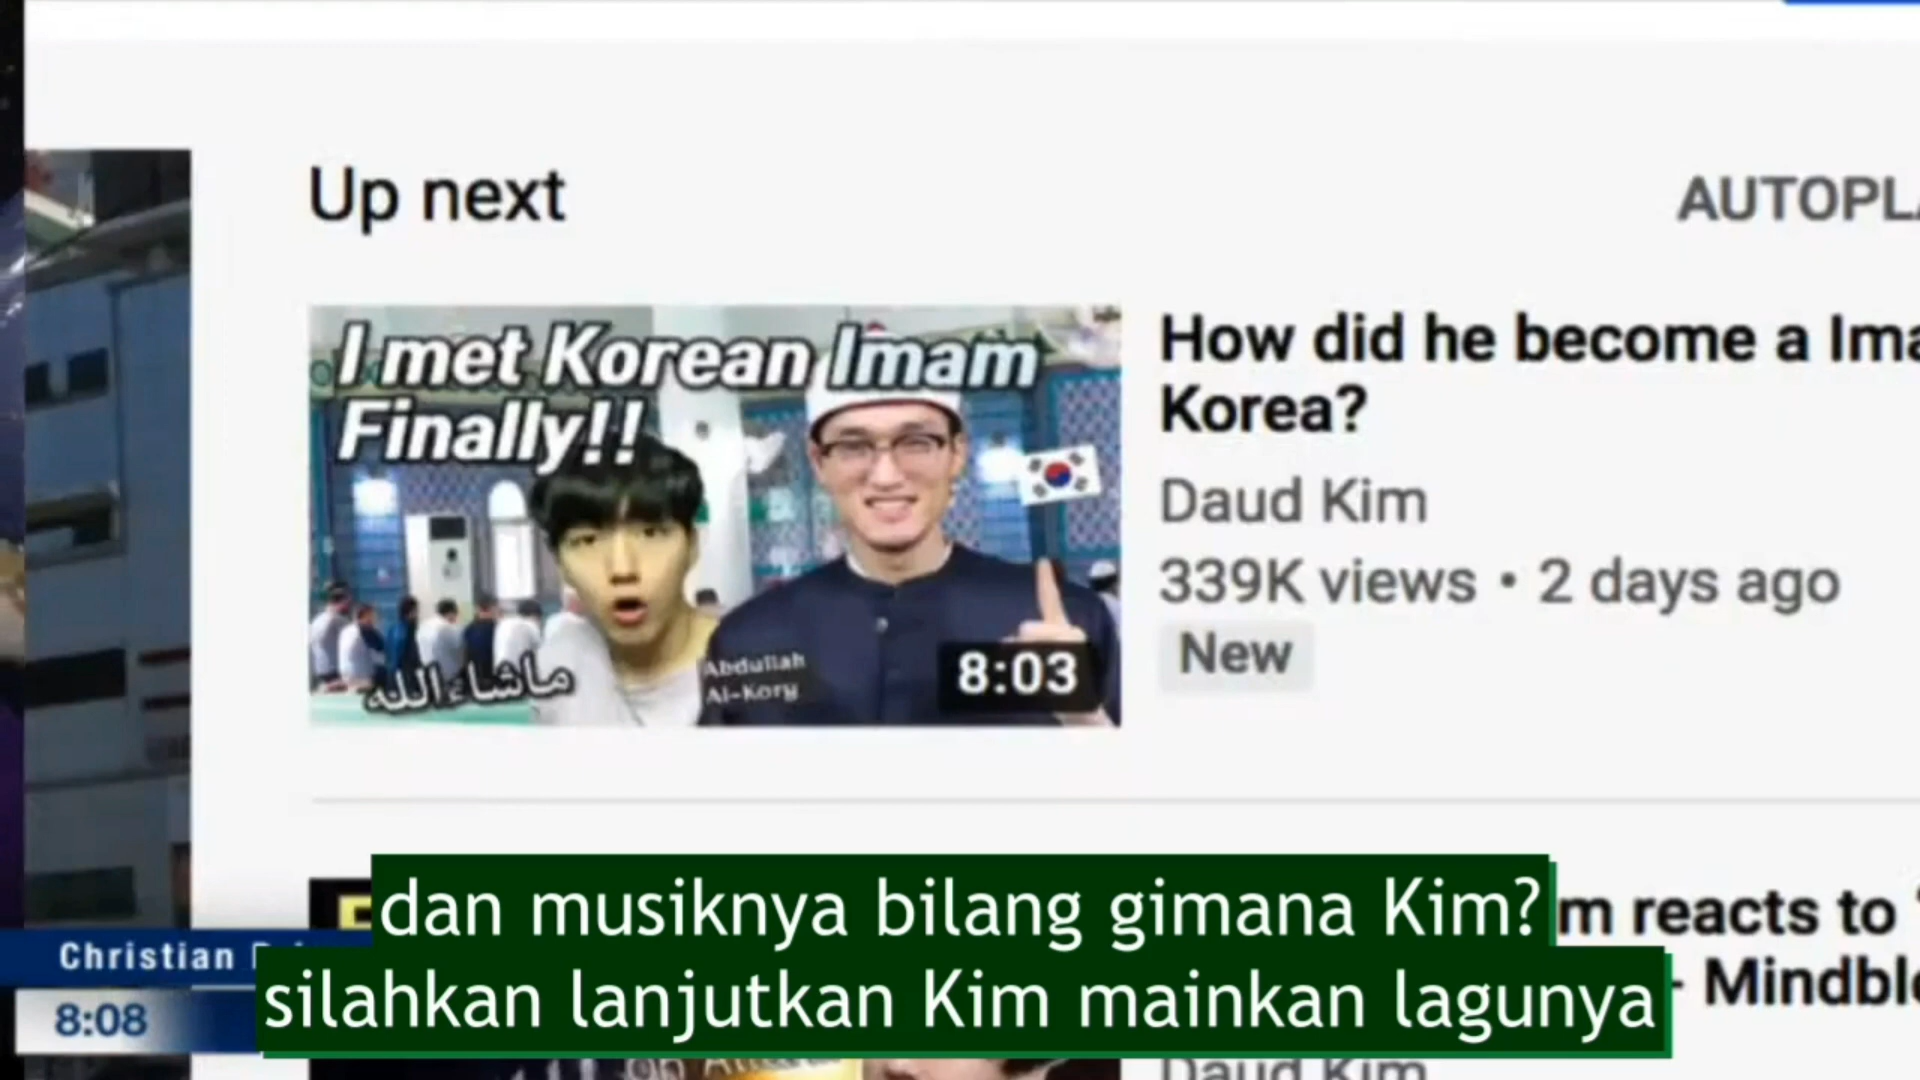 Up next
AUTOPLA
I met Korean Imam
Finally!!
ماشاءالله
Abdullah
Al-Kory
8:03
How did he become a Ima
Korea?
Daud Kim
339K views • 2 days ago
New
m reacts to
- Mindble
Daud Kim
Christian
8:08
dan musiknya bilang gimana Kim?
silahkan lanjutkan Kim mainkan lagunya